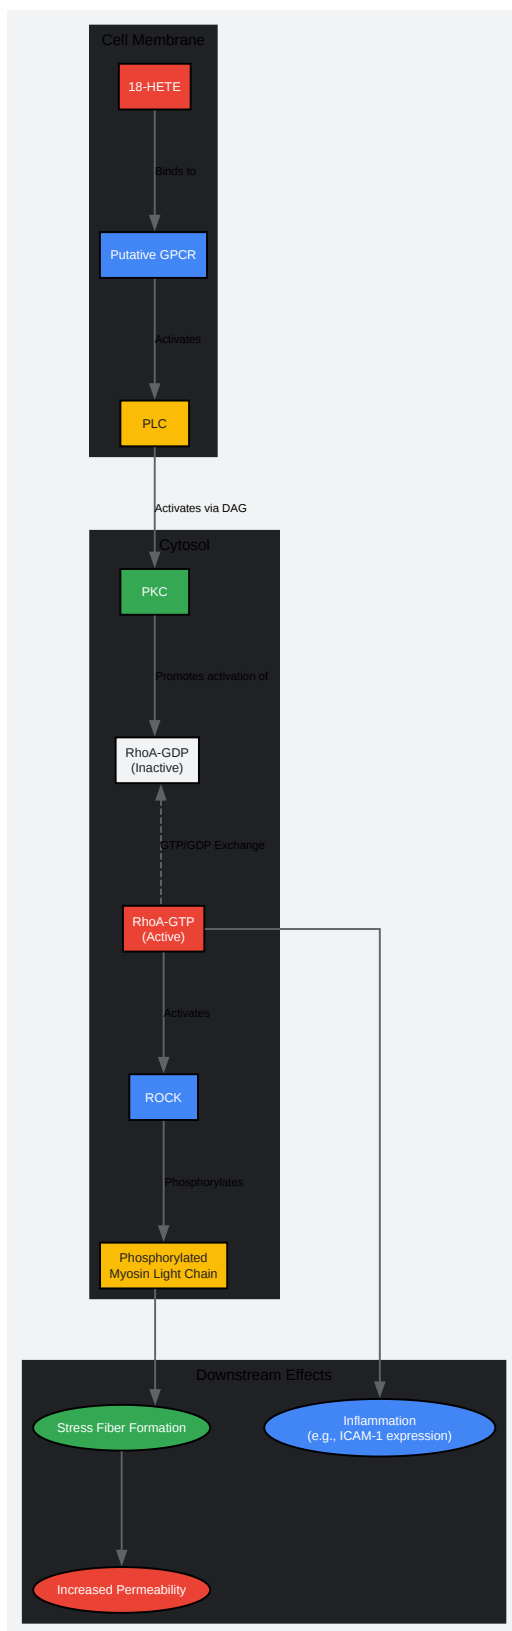 Cell Membrane
18-HETE
Binds to
Putative GPCR
Activates
PLC
Activates via DAG
Cytosol
PKC
Promotes activation of
RhoA-GDP
(Inactive)
GTP/GDP Exchange
RhoA-GTP
(Active)
Activates
ROCK
Phosphorylates
Phosphorylated
Myosin Light Chain
Downstream Effects
Stress Fiber Formation
Inflammation
(e.g., ICAM-1 expression)
Increased Permeability